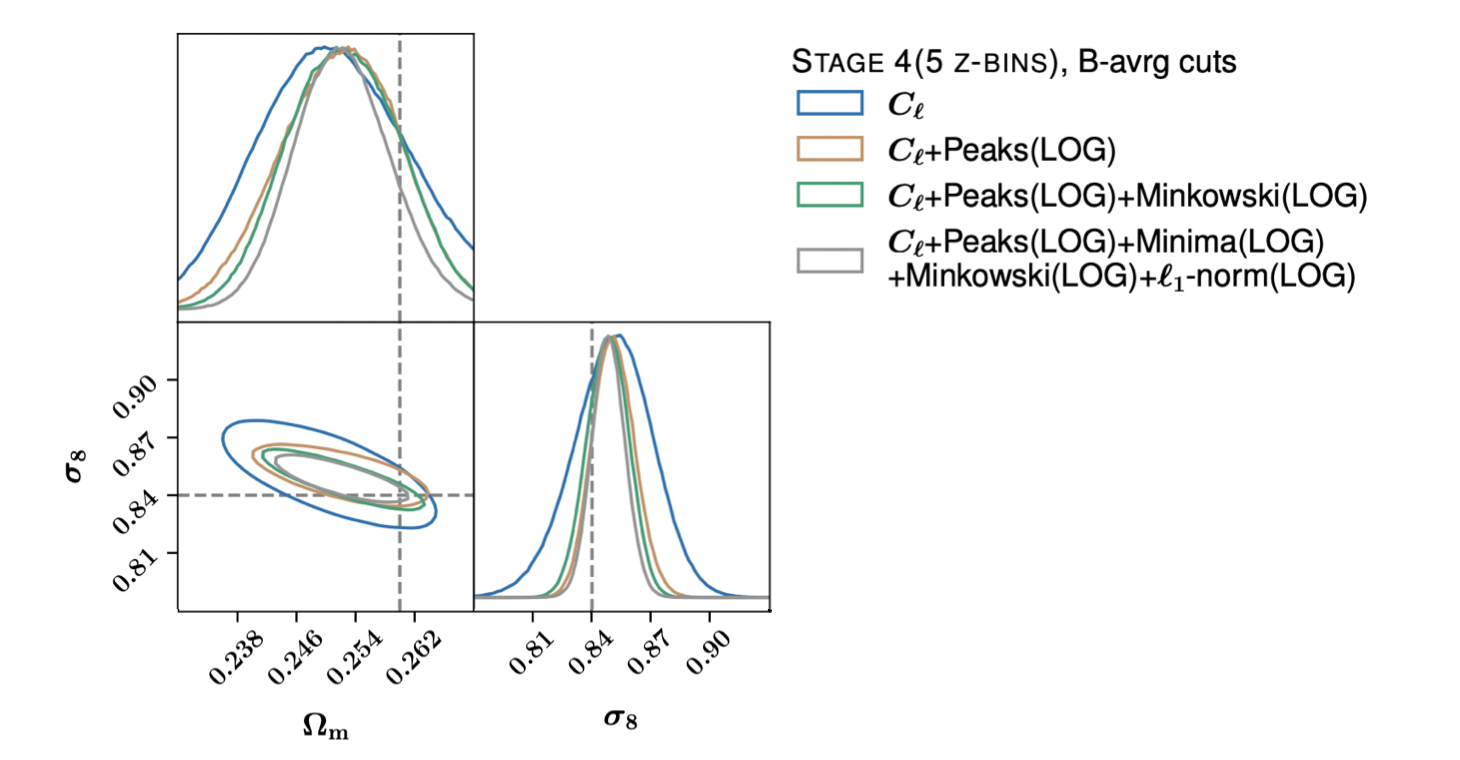 STAGE 4(5 Z-BINS), B-avrg cuts
Cℓ
Cℓ+Peaks(LOG)
Cℓ+Peaks(LOG)+Minkowski(LOG)
Cℓ+Peaks(LOG)+Minima(LOG)
+Minkowski(LOG)+ℓ1-norm(LOG)
0.90
0.87
0.84
0.81
σ8
0.238 0.246 0.254 0.262
0.81 0.84 0.87 0.90
Ωm
σ8